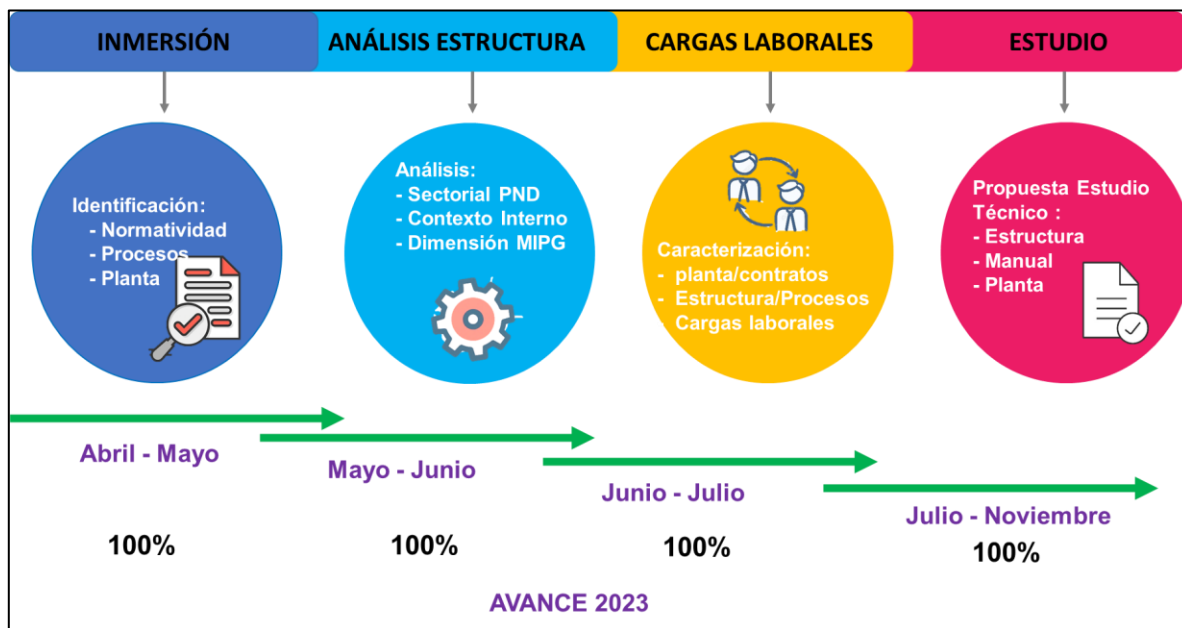 INMERSIÓN
ANÁLISIS ESTRUCTURA
CARGAS LABORALES
ESTUDIO
Identificación:
- Normatividad
- Procesos
- Planta
Análisis:
- Sectorial PND
- Contexto Interno
- Dimensión MIPG
Caracterización:
- planta/contratos
- Estructura/Procesos
Cargas laborales
Propuesta Estudio
Técnico :
- Estructura
- Manual
- Planta
Abril - Mayo
Mayo - Junio
Junio - Julio
Julio - Noviembre
100%
100%
100%
100%
AVANCE 2023